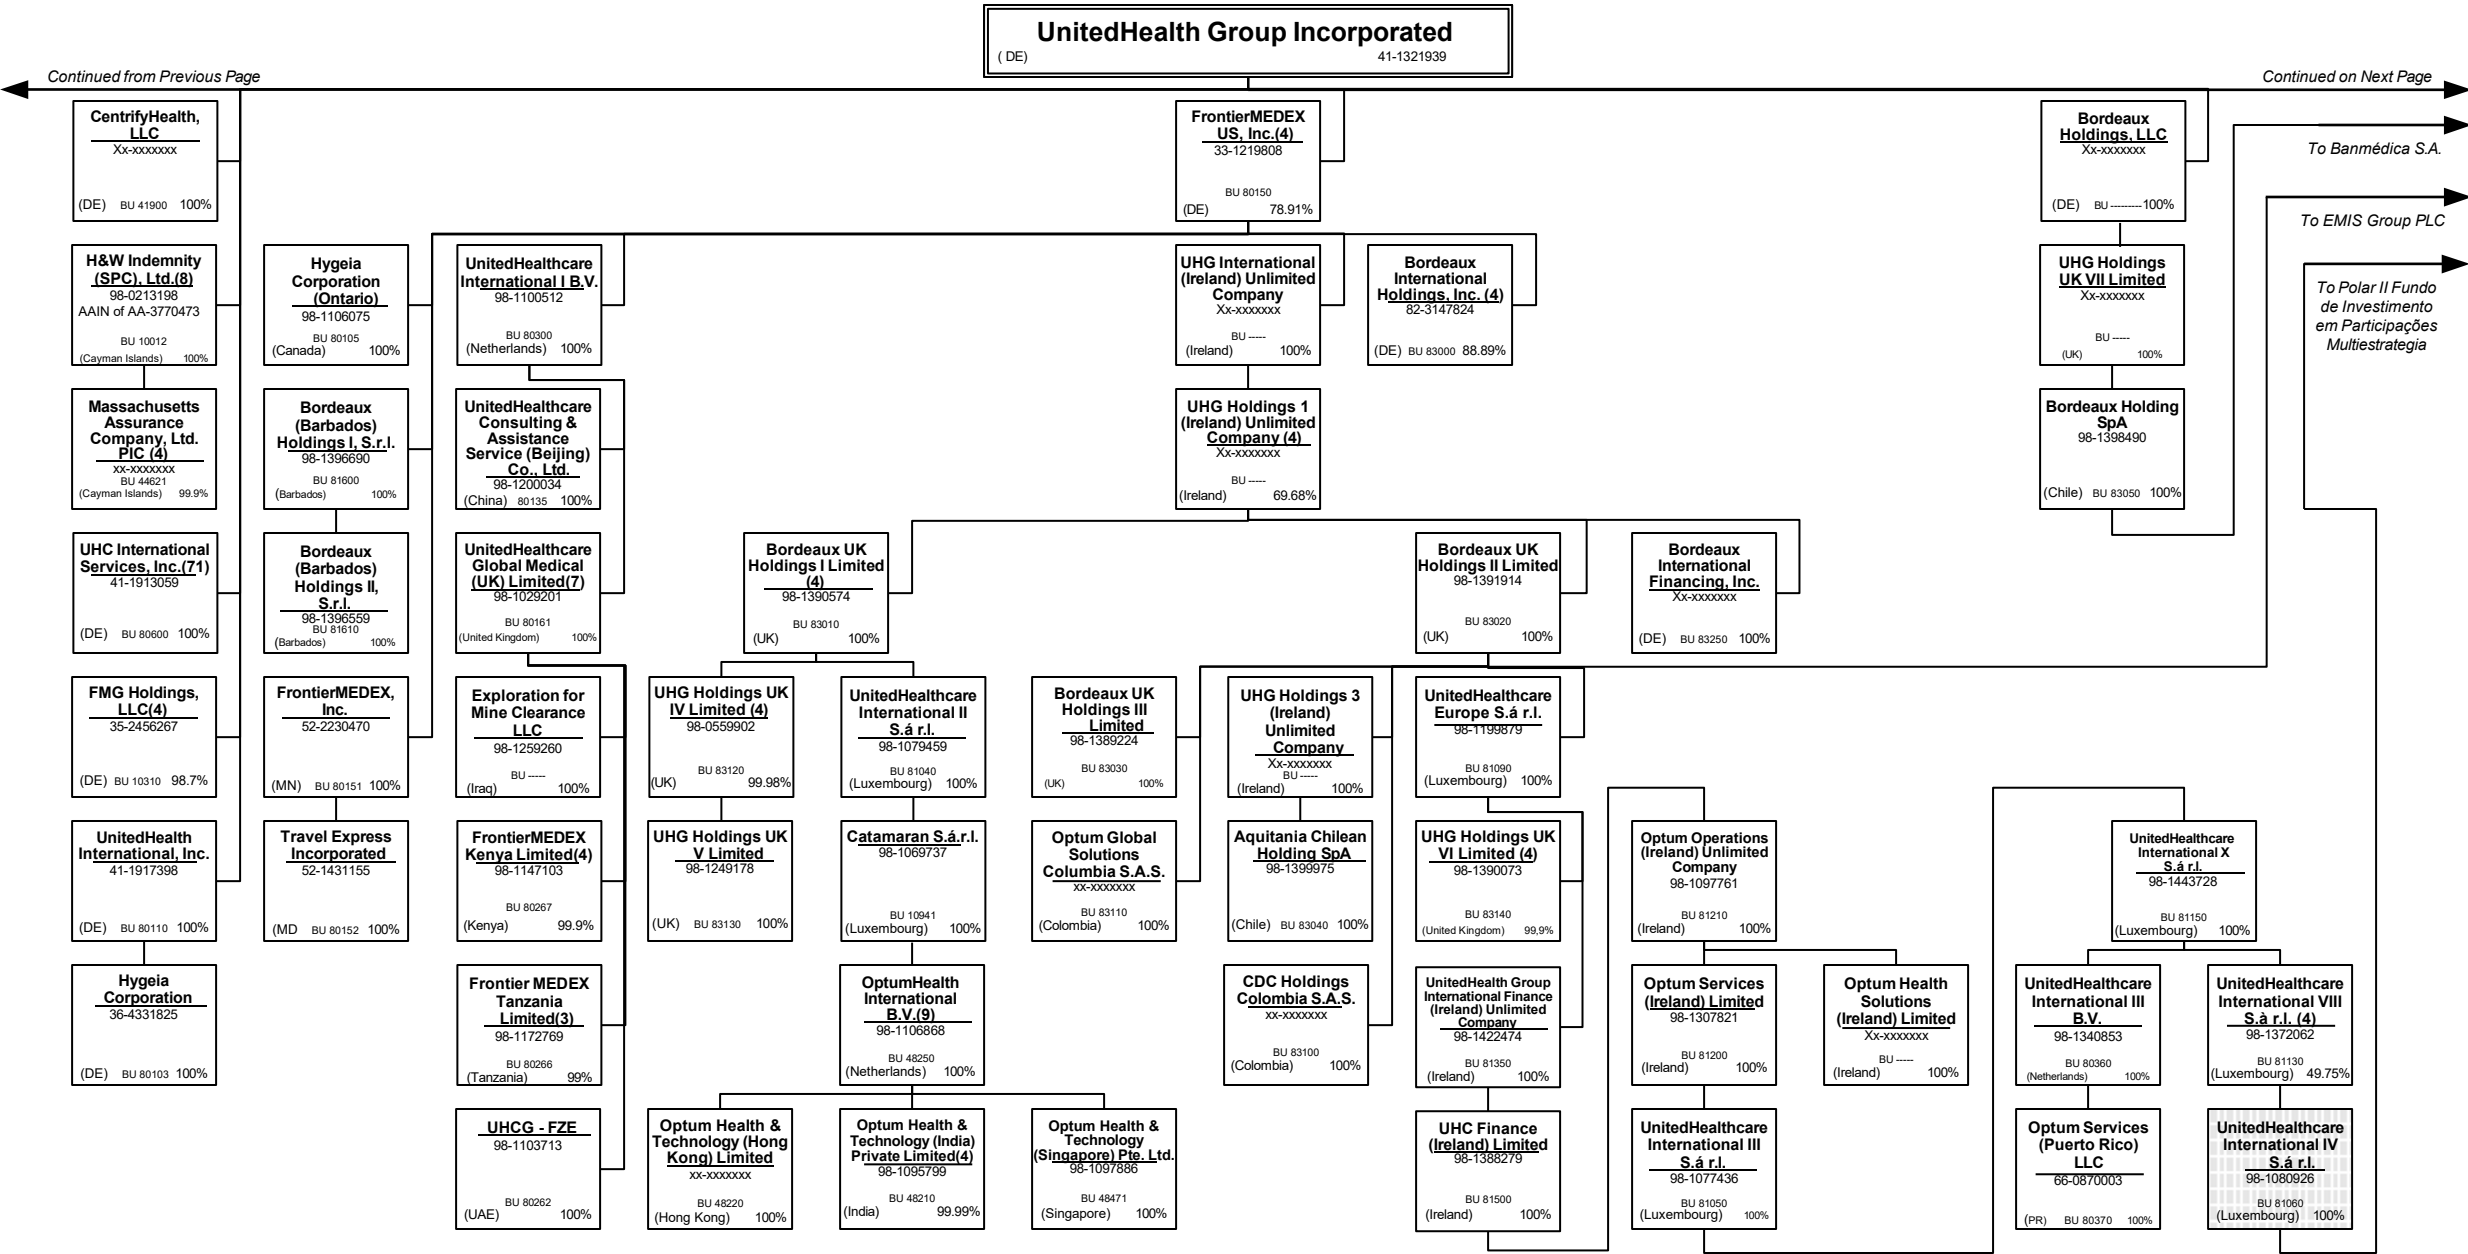 UnitedHealth Group Incorporated
( DE)
41-1321939
Continued from Previous Page
Continued on Next Page
CentrifyHealth,
LLC
Xx-xxxxxxx
(DE) BU 41900 100%
FrontierMEDEX
US, Inc.(4)
33-1219808
BU 80150
(DE) 78.91%
Bordeaux
Holdings, LLC
Xx-xxxxxxx
(DE) BU ---------100%
To Banmédica S.A.
To EMIS Group PLC
To Polar II Fundo
de Investimento
em Participações
Multiestrategia
H&W Indemnity
(SPC), Ltd.(8)
98-0213198
AAIN of AA-3770473
BU 10012
(Cayman Islands) 100%
Hygeia
Corporation
(Ontario)
98-1106075
BU 80105
(Canada) 100%
UnitedHealthcare
International I B.V.
98-1100512
BU 80300
(Netherlands) 100%
UHG International
(Ireland) Unlimited
Company
Xx-xxxxxxx
BU -----
(Ireland) 100%
Bordeaux
International
Holdings, Inc. (4)
82-3147824
(DE) BU 83000 88.89%
UHG Holdings
UK VII Limited
Xx-xxxxxxx
BU -----
(UK) 100%
Massachusetts
Assurance
Company, Ltd.
PIC (4)
xx-xxxxxxx
BU 44621
(Cayman Islands) 99.9%
Bordeaux
(Barbados)
Holdings I, S.r.l.
98-1396690
BU 81600
(Barbados) 100%
UnitedHealthcare
Consulting &
Assistance
Service (Beijing)
Co., Ltd.
98-1200034
(China) 80135 100%
UHG Holdings 1
(Ireland) Unlimited
Company (4)
Xx-xxxxxxx
BU -----
(Ireland) 69.68%
Bordeaux Holding
SpA
98-1398490
(Chile) BU 83050 100%
UHC International
Services, Inc.(71)
41-1913059
(DE) BU 80600 100%
Bordeaux
(Barbados)
Holdings II,
S.r.l.
98-1396559
BU 81610
(Barbados) 100%
UnitedHealthcare
Global Medical
(UK) Limited(7)
98-1029201
BU 80161
(United Kingdom) 100%
Bordeaux UK
Holdings I Limited
(4)
98-1390574
BU 83010
(UK) 100%
Bordeaux UK
Holdings II Limited
98-1391914
BU 83020
(UK) 100%
Bordeaux
International
Financing, Inc.
Xx-xxxxxxx
(DE) BU 83250 100%
FMG Holdings,
LLC(4)
35-2456267
(DE) BU 10310 98.7%
FrontierMEDEX,
Inc.
52-2230470
(MN) BU 80151 100%
Exploration for
Mine Clearance
LLC
98-1259260
BU -----
(Iraq) 100%
UHG Holdings UK
IV Limited (4)
98-0559902
BU 83120
(UK) 99.98%
UnitedHealthcare
International II
S.á r.l.
98-1079459
BU 81040
(Luxembourg) 100%
Bordeaux UK
Holdings III
Limited
98-1389224
BU 83030
(UK) 100%
UHG Holdings 3
(Ireland)
Unlimited
Company
Xx-xxxxxxx
BU -----
(Ireland) 100%
UnitedHealthcare
Europe S.á r.l.
98-1199879
BU 81090
(Luxembourg) 100%
UnitedHealth
International, Inc.
41-1917398
(DE) BU 80110 100%
Travel Express
Incorporated
52-1431155
(MD BU 80152 100%
FrontierMEDEX
Kenya Limited(4)
98-1147103
BU 80267
(Kenya) 99.9%
UHG Holdings UK
V Limited
98-1249178
(UK) BU 83130 100%
Catamaran S.á.r.l.
98-1069737
BU 10941
(Luxembourg) 100%
Optum Global
Solutions
Columbia S.A.S.
xx-xxxxxxx
BU 83110
(Colombia) 100%
Aquitania Chilean
Holding SpA
98-1399975
(Chile) BU 83040 100%
UHG Holdings UK
VI Limited (4)
98-1390073
BU 83140
(United Kingdom) 99,9%
Optum Operations
(Ireland) Unlimited
Company
98-1097761
BU 81210
(Ireland) 100%
UnitedHealthcare
International X
S.á r.l.
98-1443728
BU 81150
(Luxembourg) 100%
Hygeia
Corporation
36-4331825
(DE) BU 80103 100%
Frontier MEDEX
Tanzania
Limited(3)
98-1172769
BU 80266
(Tanzania) 99%
OptumHealth
International
B.V.(9)
98-1106868
BU 48250
(Netherlands) 100%
CDC Holdings
Colombia S.A.S.
xx-xxxxxxx
BU 83100
(Colombia) 100%
UnitedHealth Group
International Finance
(Ireland) Unlimited
Company
98-1422474
BU 81350
(Ireland) 100%
Optum Services
(Ireland) Limited
98-1307821
BU 81200
(Ireland) 100%
Optum Health
Solutions
(Ireland) Limited
Xx-xxxxxxx
BU -----
(Ireland) 100%
UnitedHealthcare
International III
B.V.
98-1340853
BU 80360
(Netherlands) 100%
UnitedHealthcare
International VIII
S.à r.l. (4)
98-1372062
BU 81130
(Luxembourg) 49.75%
UHCG - FZE
98-1103713
BU 80262
(UAE) 100%
Optum Health &
Technology (Hong
Kong) Limited
xx-xxxxxxx
BU 48220
(Hong Kong) 100%
Optum Health &
Technology (India)
Private Limited(4)
98-1095799
BU 48210
(India) 99.99%
Optum Health &
Technology
(Singapore) Pte. Ltd.
98-1097886
BU 48471
(Singapore) 100%
UHC Finance
(Ireland) Limited
98-1388279
BU 81500
(Ireland) 100%
UnitedHealthcare
International III
S.á r.l.
98-1077436
BU 81050
(Luxembourg) 100%
Optum Services
(Puerto Rico)
LLC
66-0870003
(PR) BU 80370 100%
UnitedHealthcare
International IV
S.á r.l.
98-1080926
BU 81060
(Luxembourg) 100%